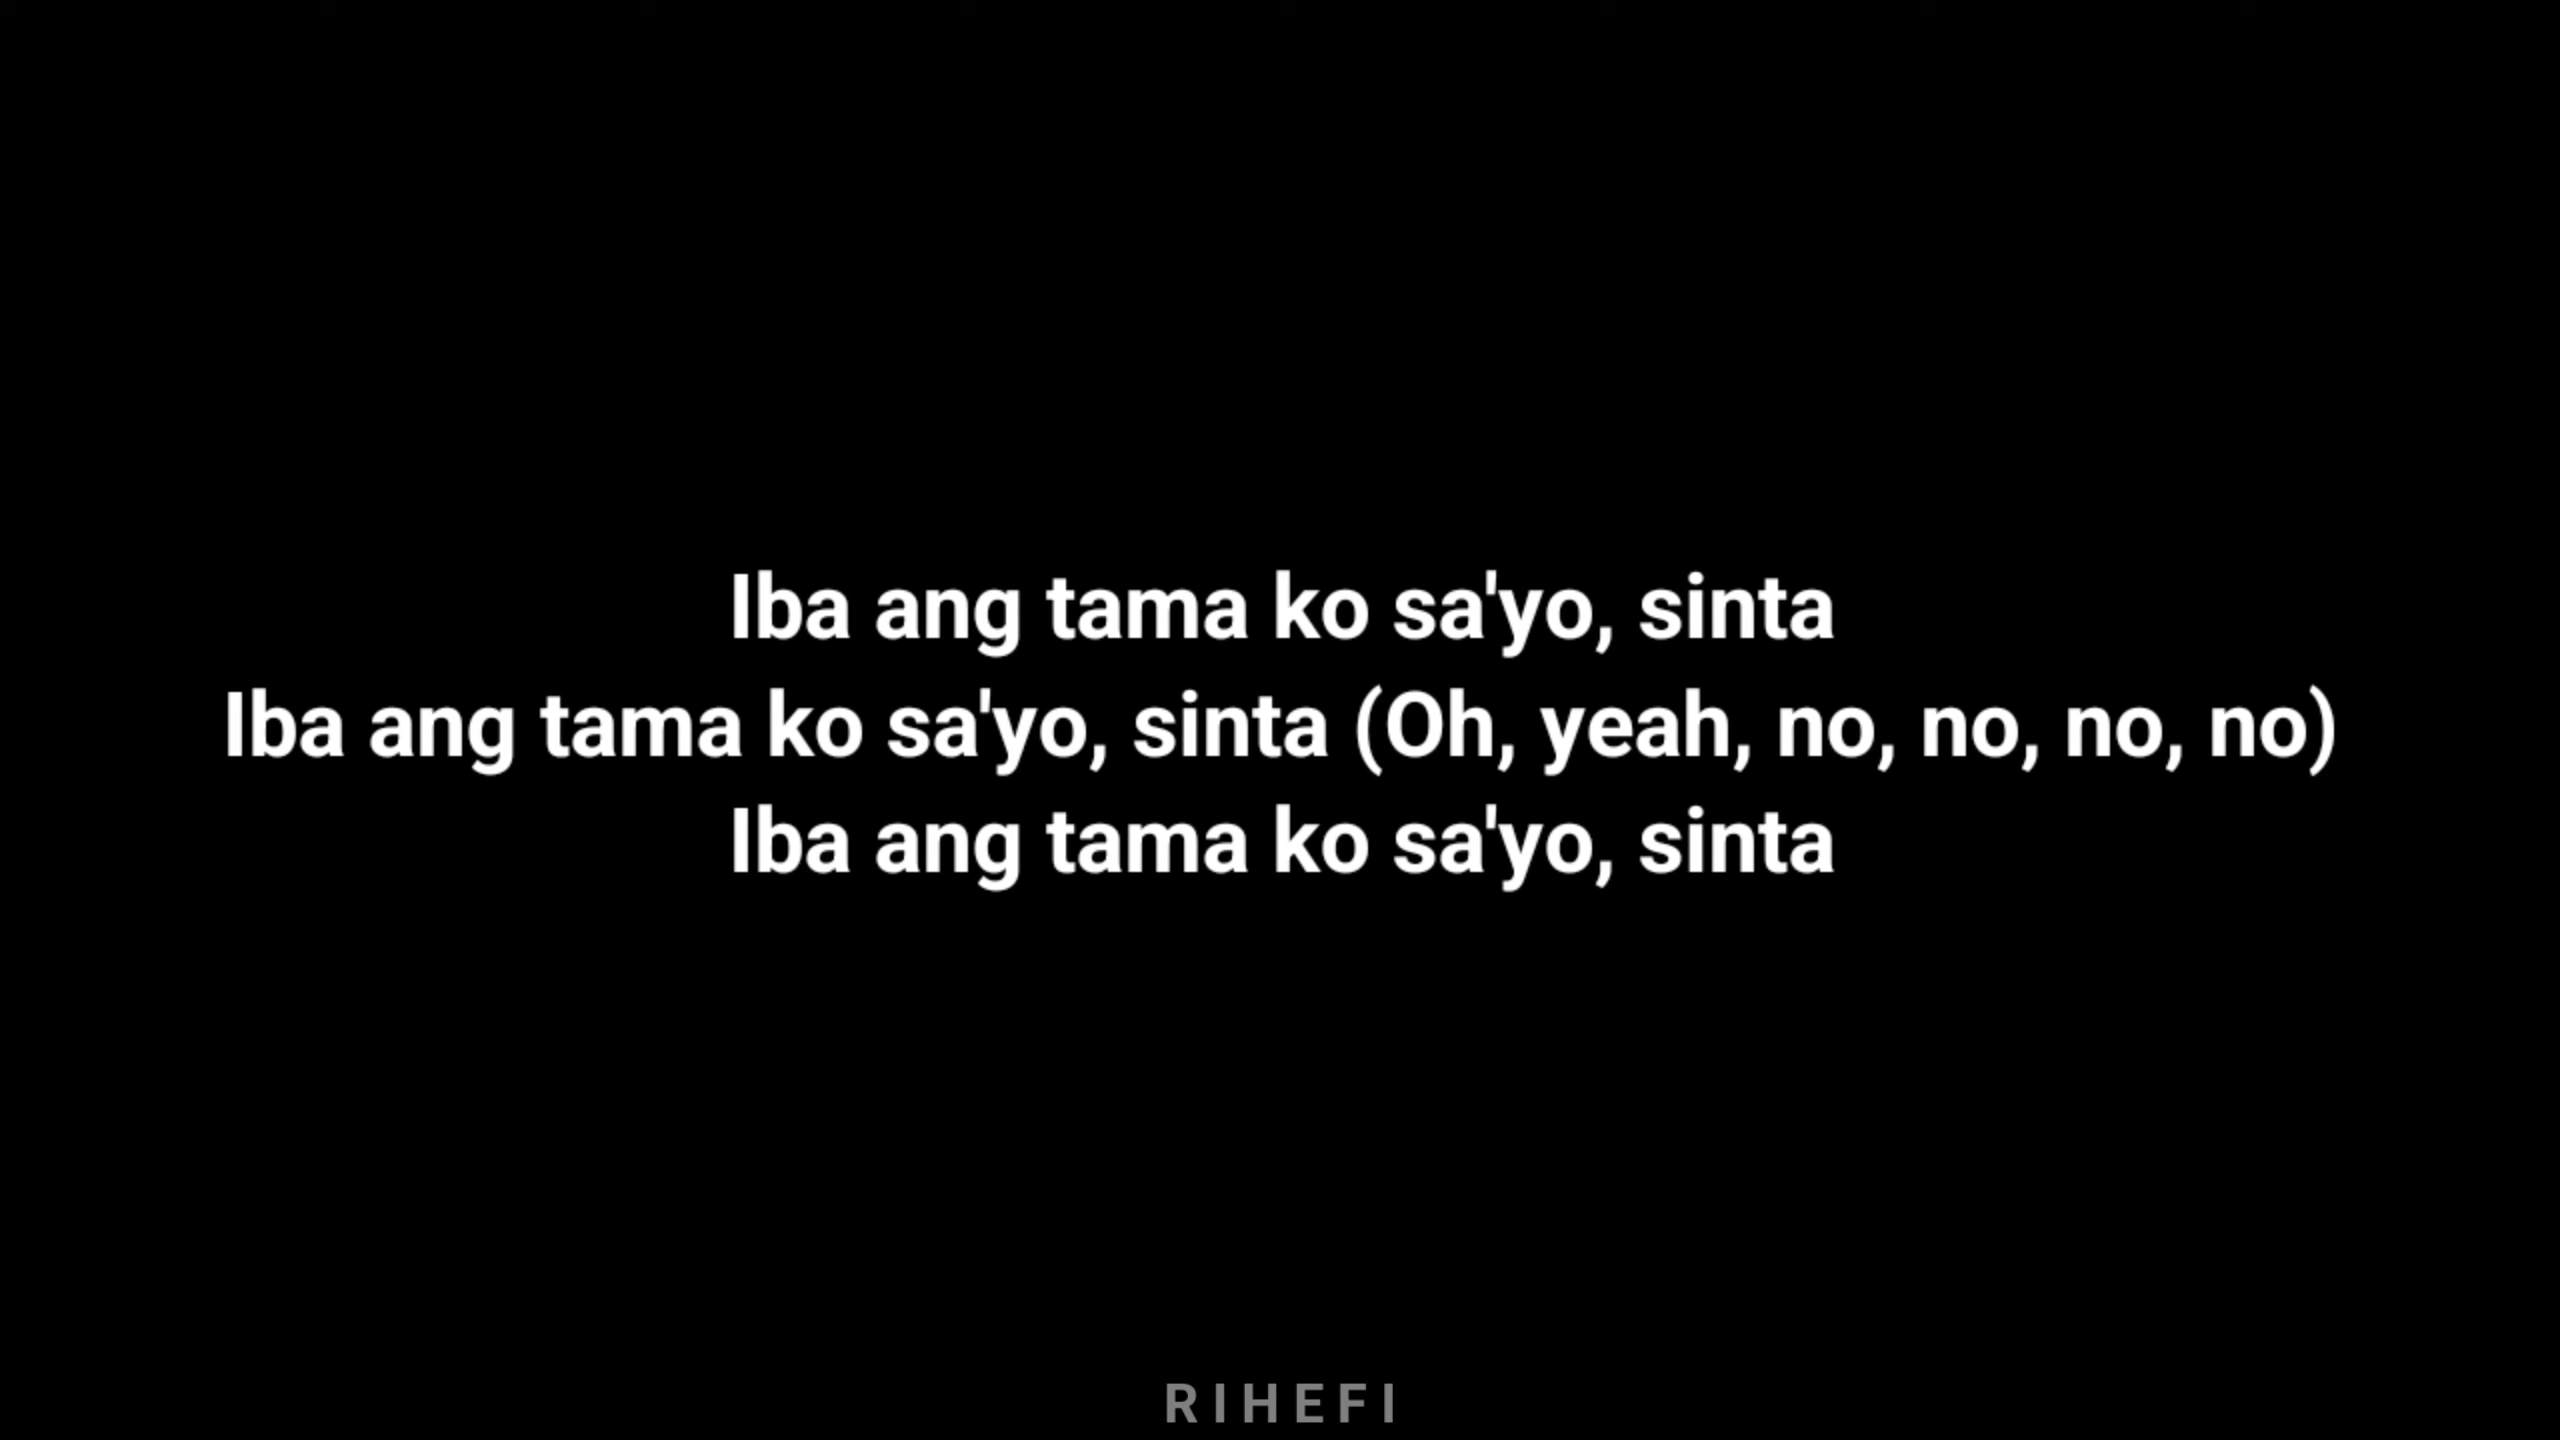 Iba ang tama ko sa'yo, sinta
Iba ang tama ko sa'yo, sinta (Oh, yeah, no, no, no, no)
Iba ang tama ko sa'yo, sinta
RIHEFI